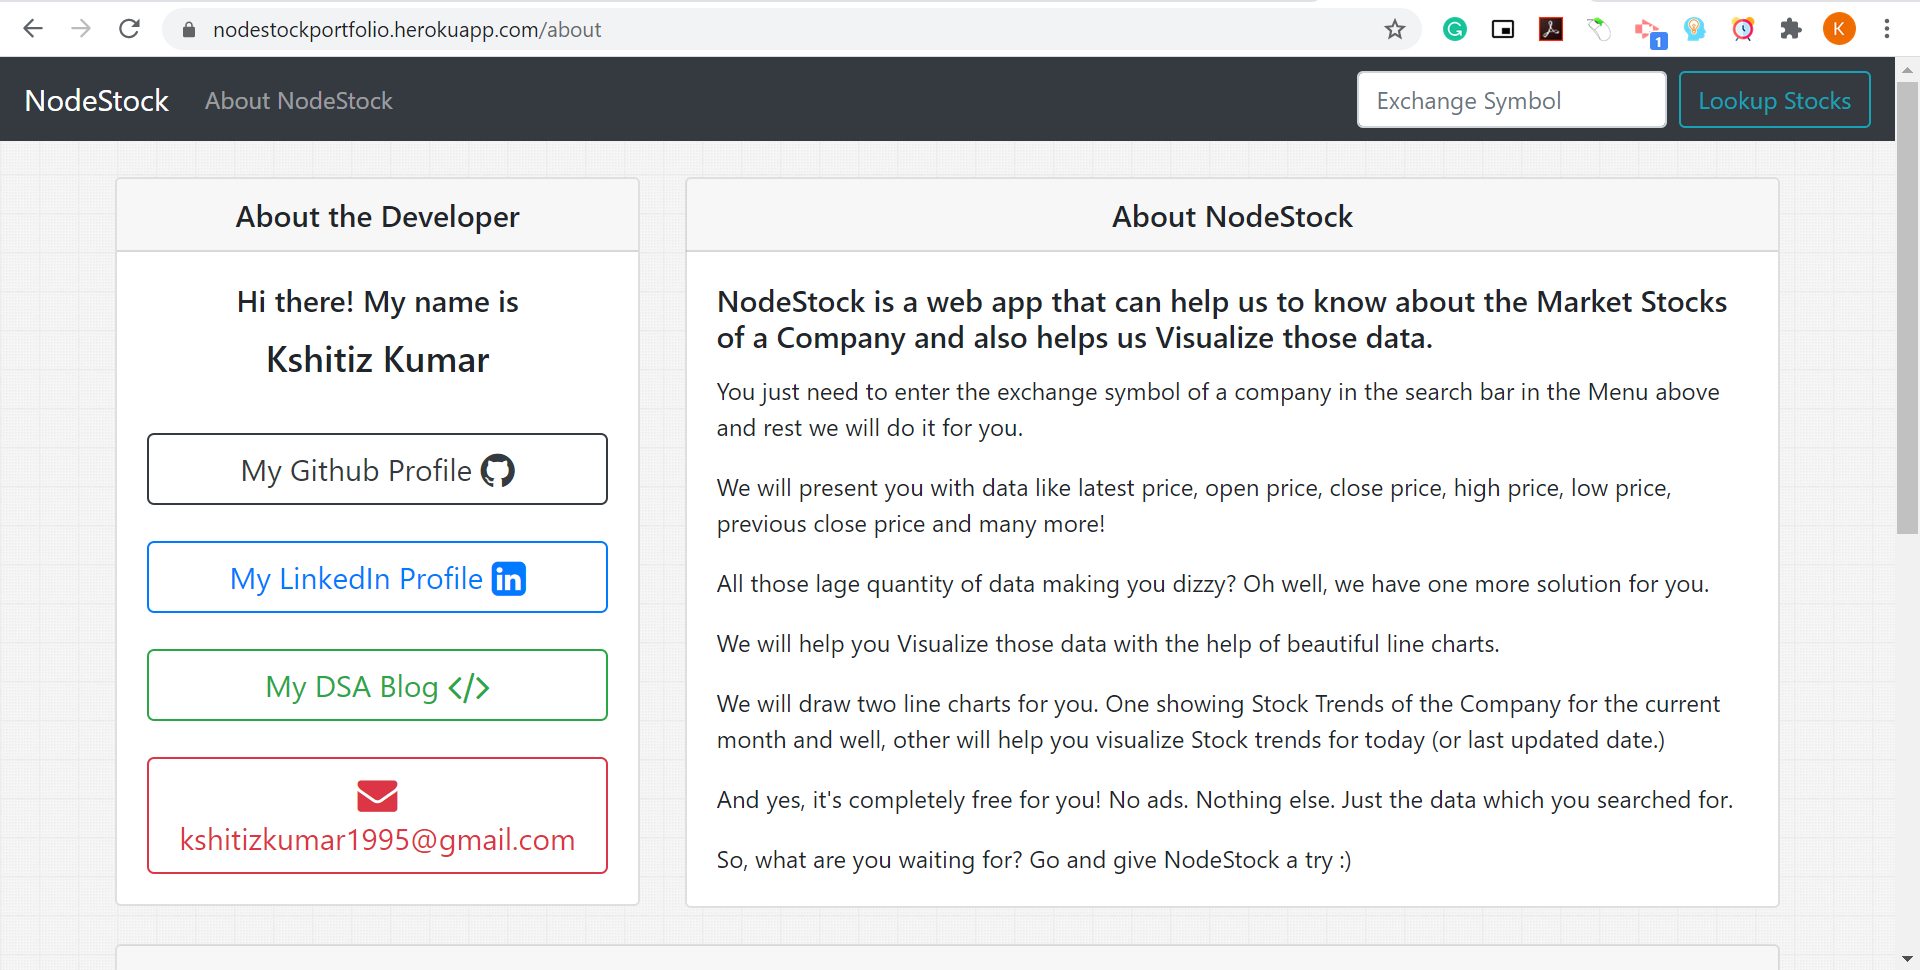 nodestockportfolio.herokuapp.com/about
1
K
NodeStock
About NodeStock
Exchange Symbol
Lookup Stocks
About the Developer
Hi there! My name is
Kshitiz Kumar
My Github Profile
My LinkedIn Profile in
My DSA Blog </>
kshitizkumar1995@gmail.com
About NodeStock
NodeStock is a web app that can help us to know about the Market Stocks
of a Company and also helps us Visualize those data.
You just need to enter the exchange symbol of a company in the search bar in the Menu above
and rest we will do it for you.
We will present you with data like latest price, open price, close price, high price, low price,
previous close price and many more!
All those lage quantity of data making you dizzy? Oh well, we have one more solution for you.
We will help you Visualize those data with the help of beautiful line charts.
We will draw two line charts for you. One showing Stock Trends of the Company for the current
month and well, other will help you visualize Stock trends for today (or last updated date.)
And yes, it's completely free for you! No ads. Nothing else. Just the data which you searched for.
So, what are you waiting for? Go and give NodeStock a try :)